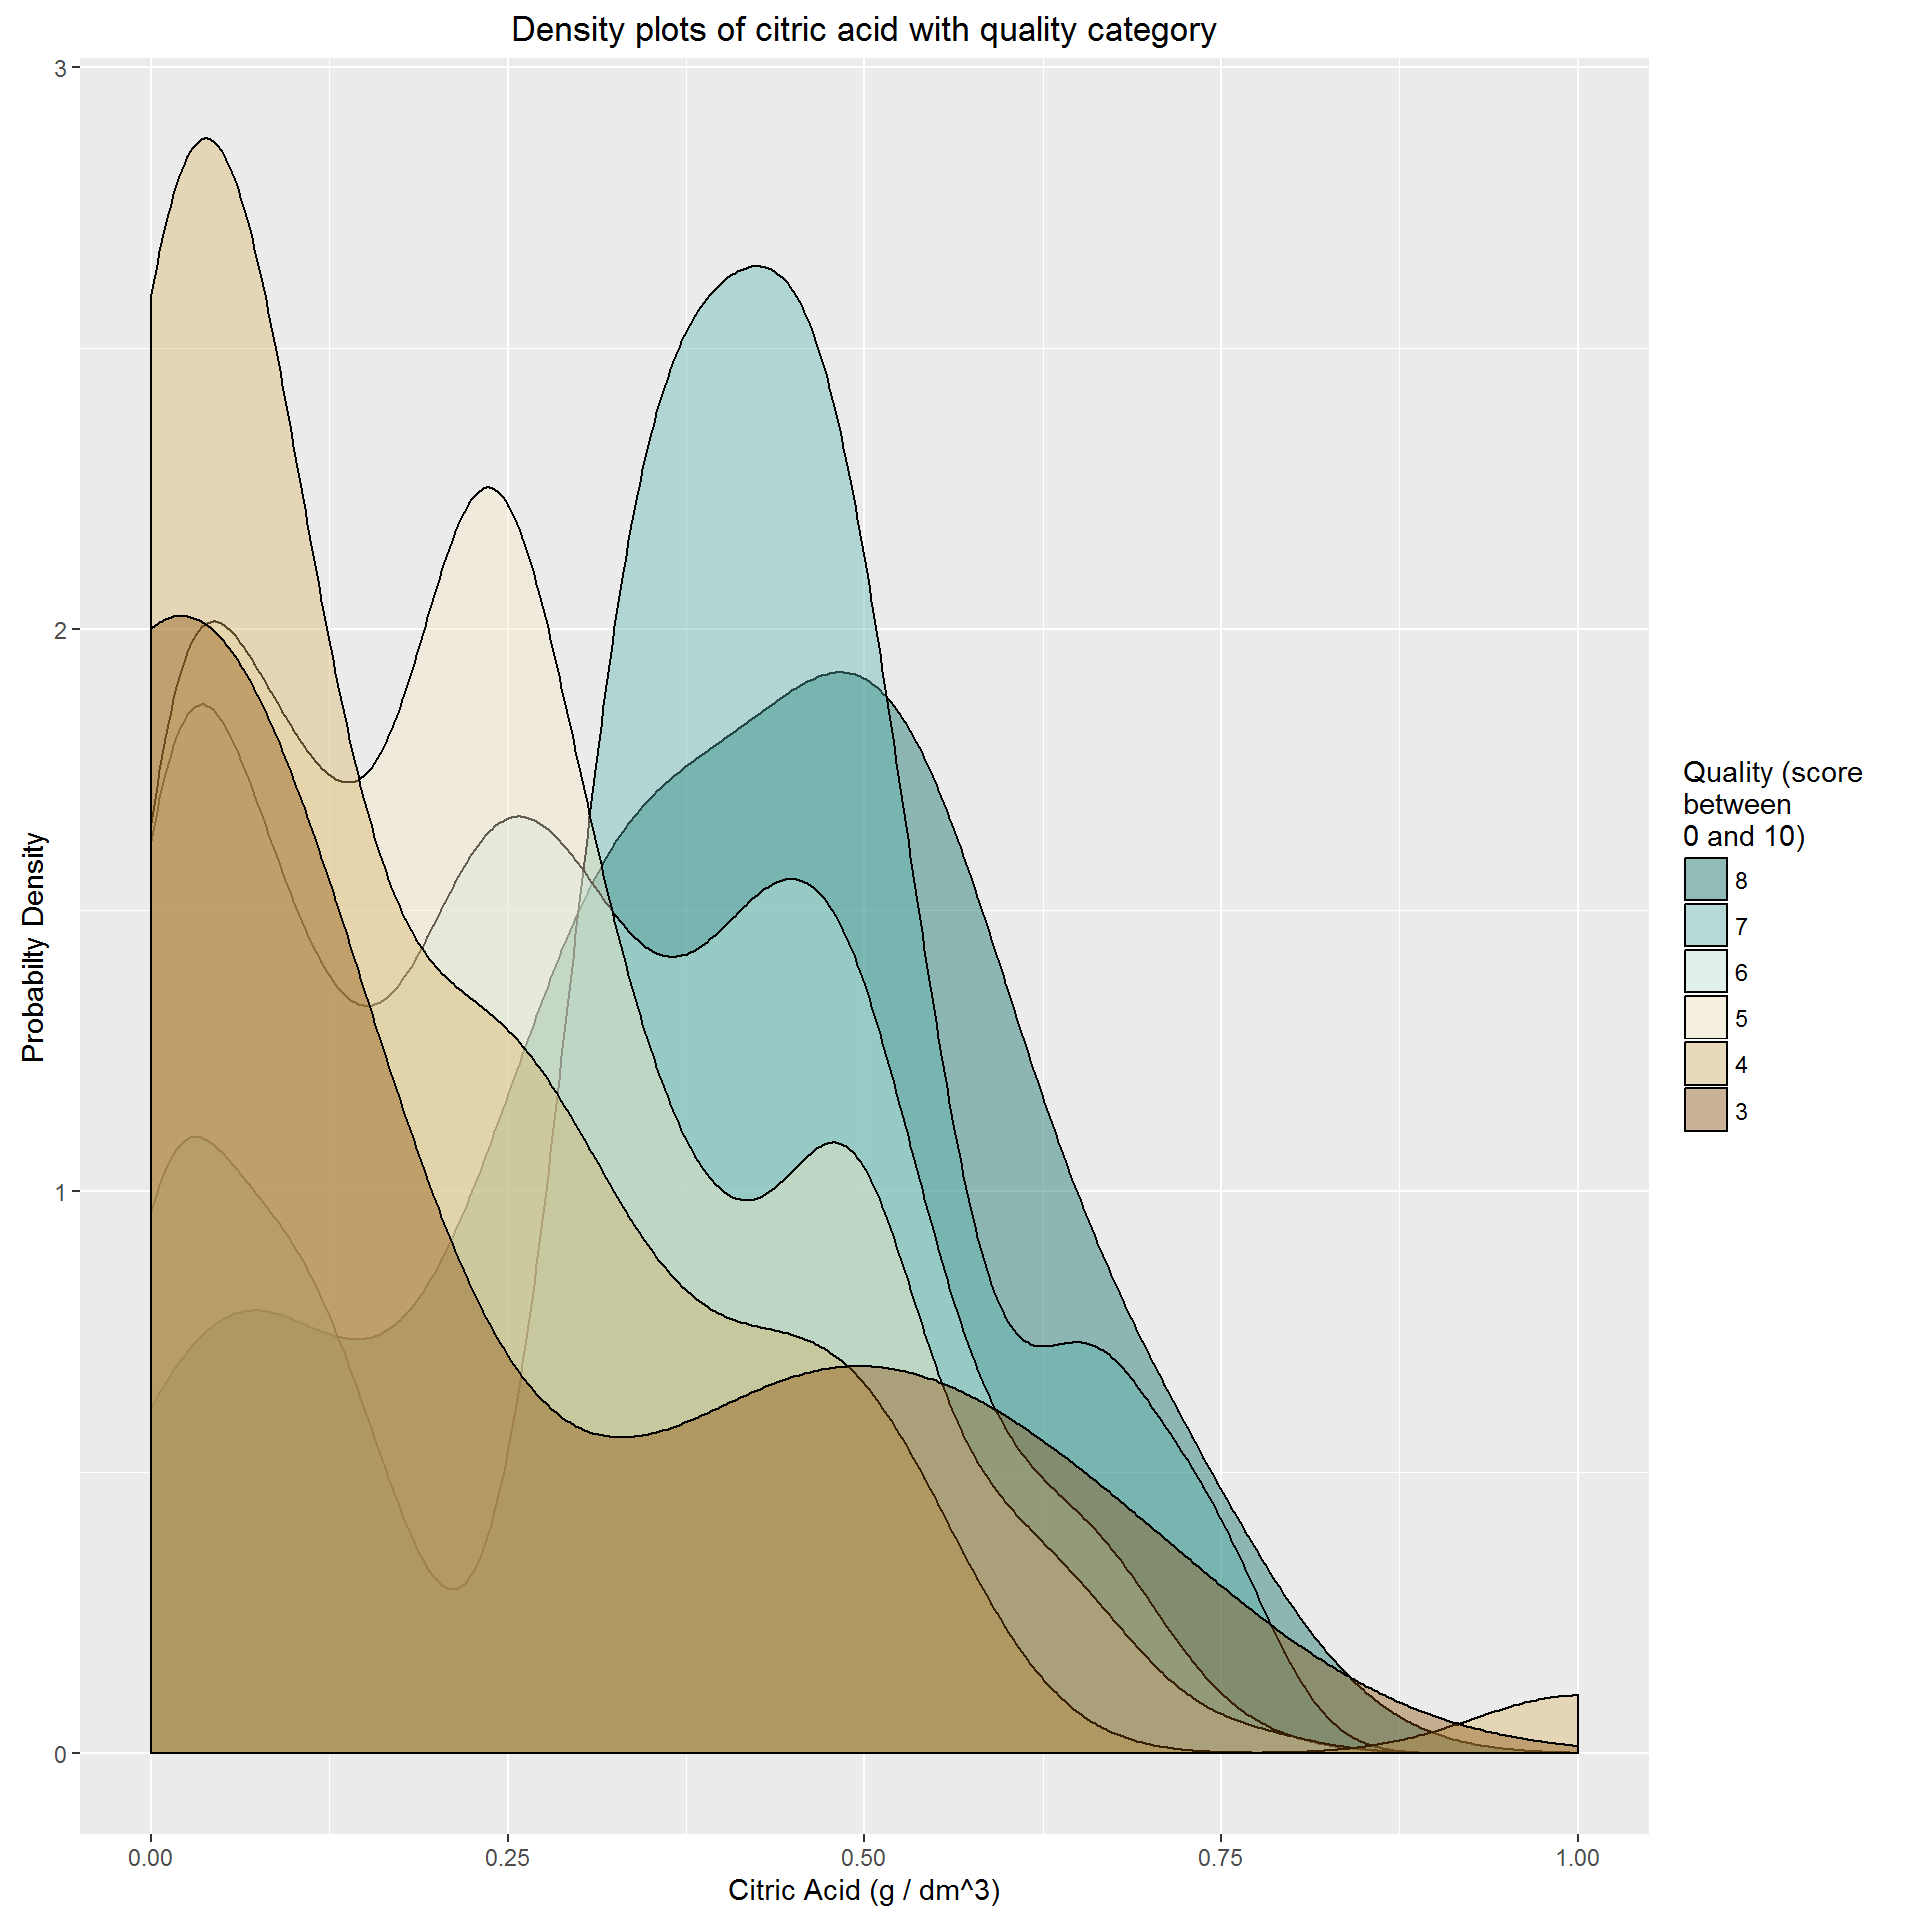 Density plots of citric acid with quality category
3
2
1
0
Probabilty Density
0.00 0.25 0.50 0.75 1.00
Citric Acid (g / dm^3)
Quality (score
between
0 and 10)
8
7
6
5
4
3